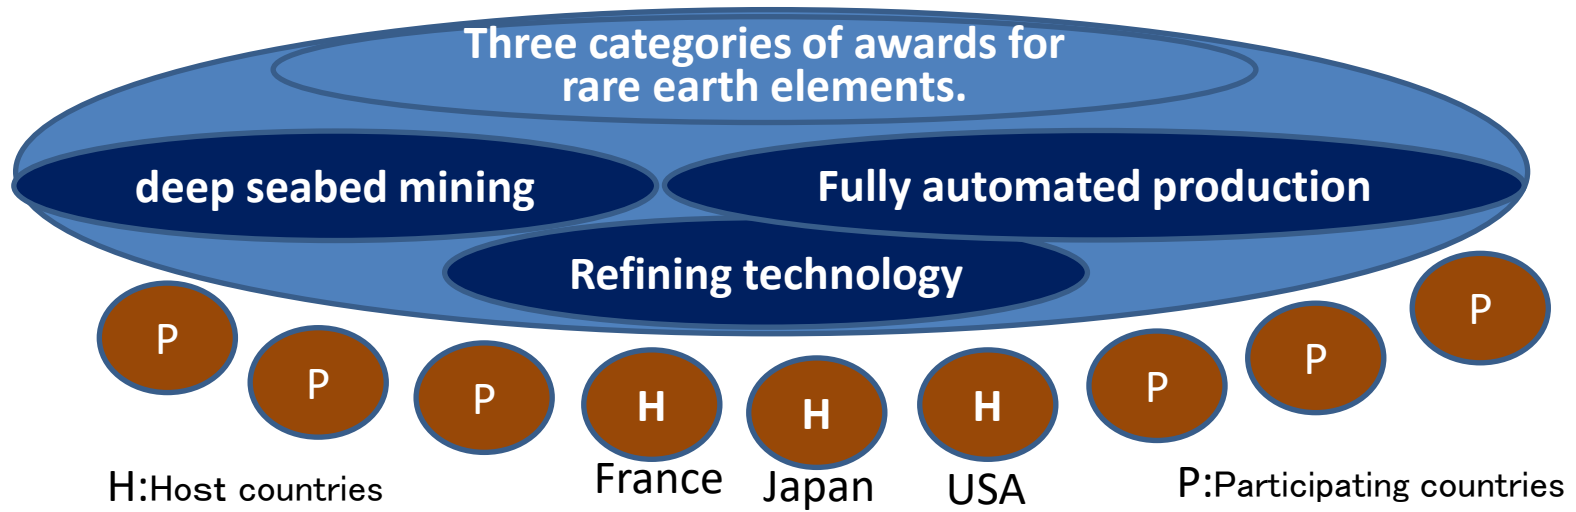 Three categories of awards for
rare earth elements.
deep seabed mining
Fully automated production
Refining technology
P
P
P
H
H
H
P
P
P
France
Japan
USA
H:Host countries
P:Participating countries